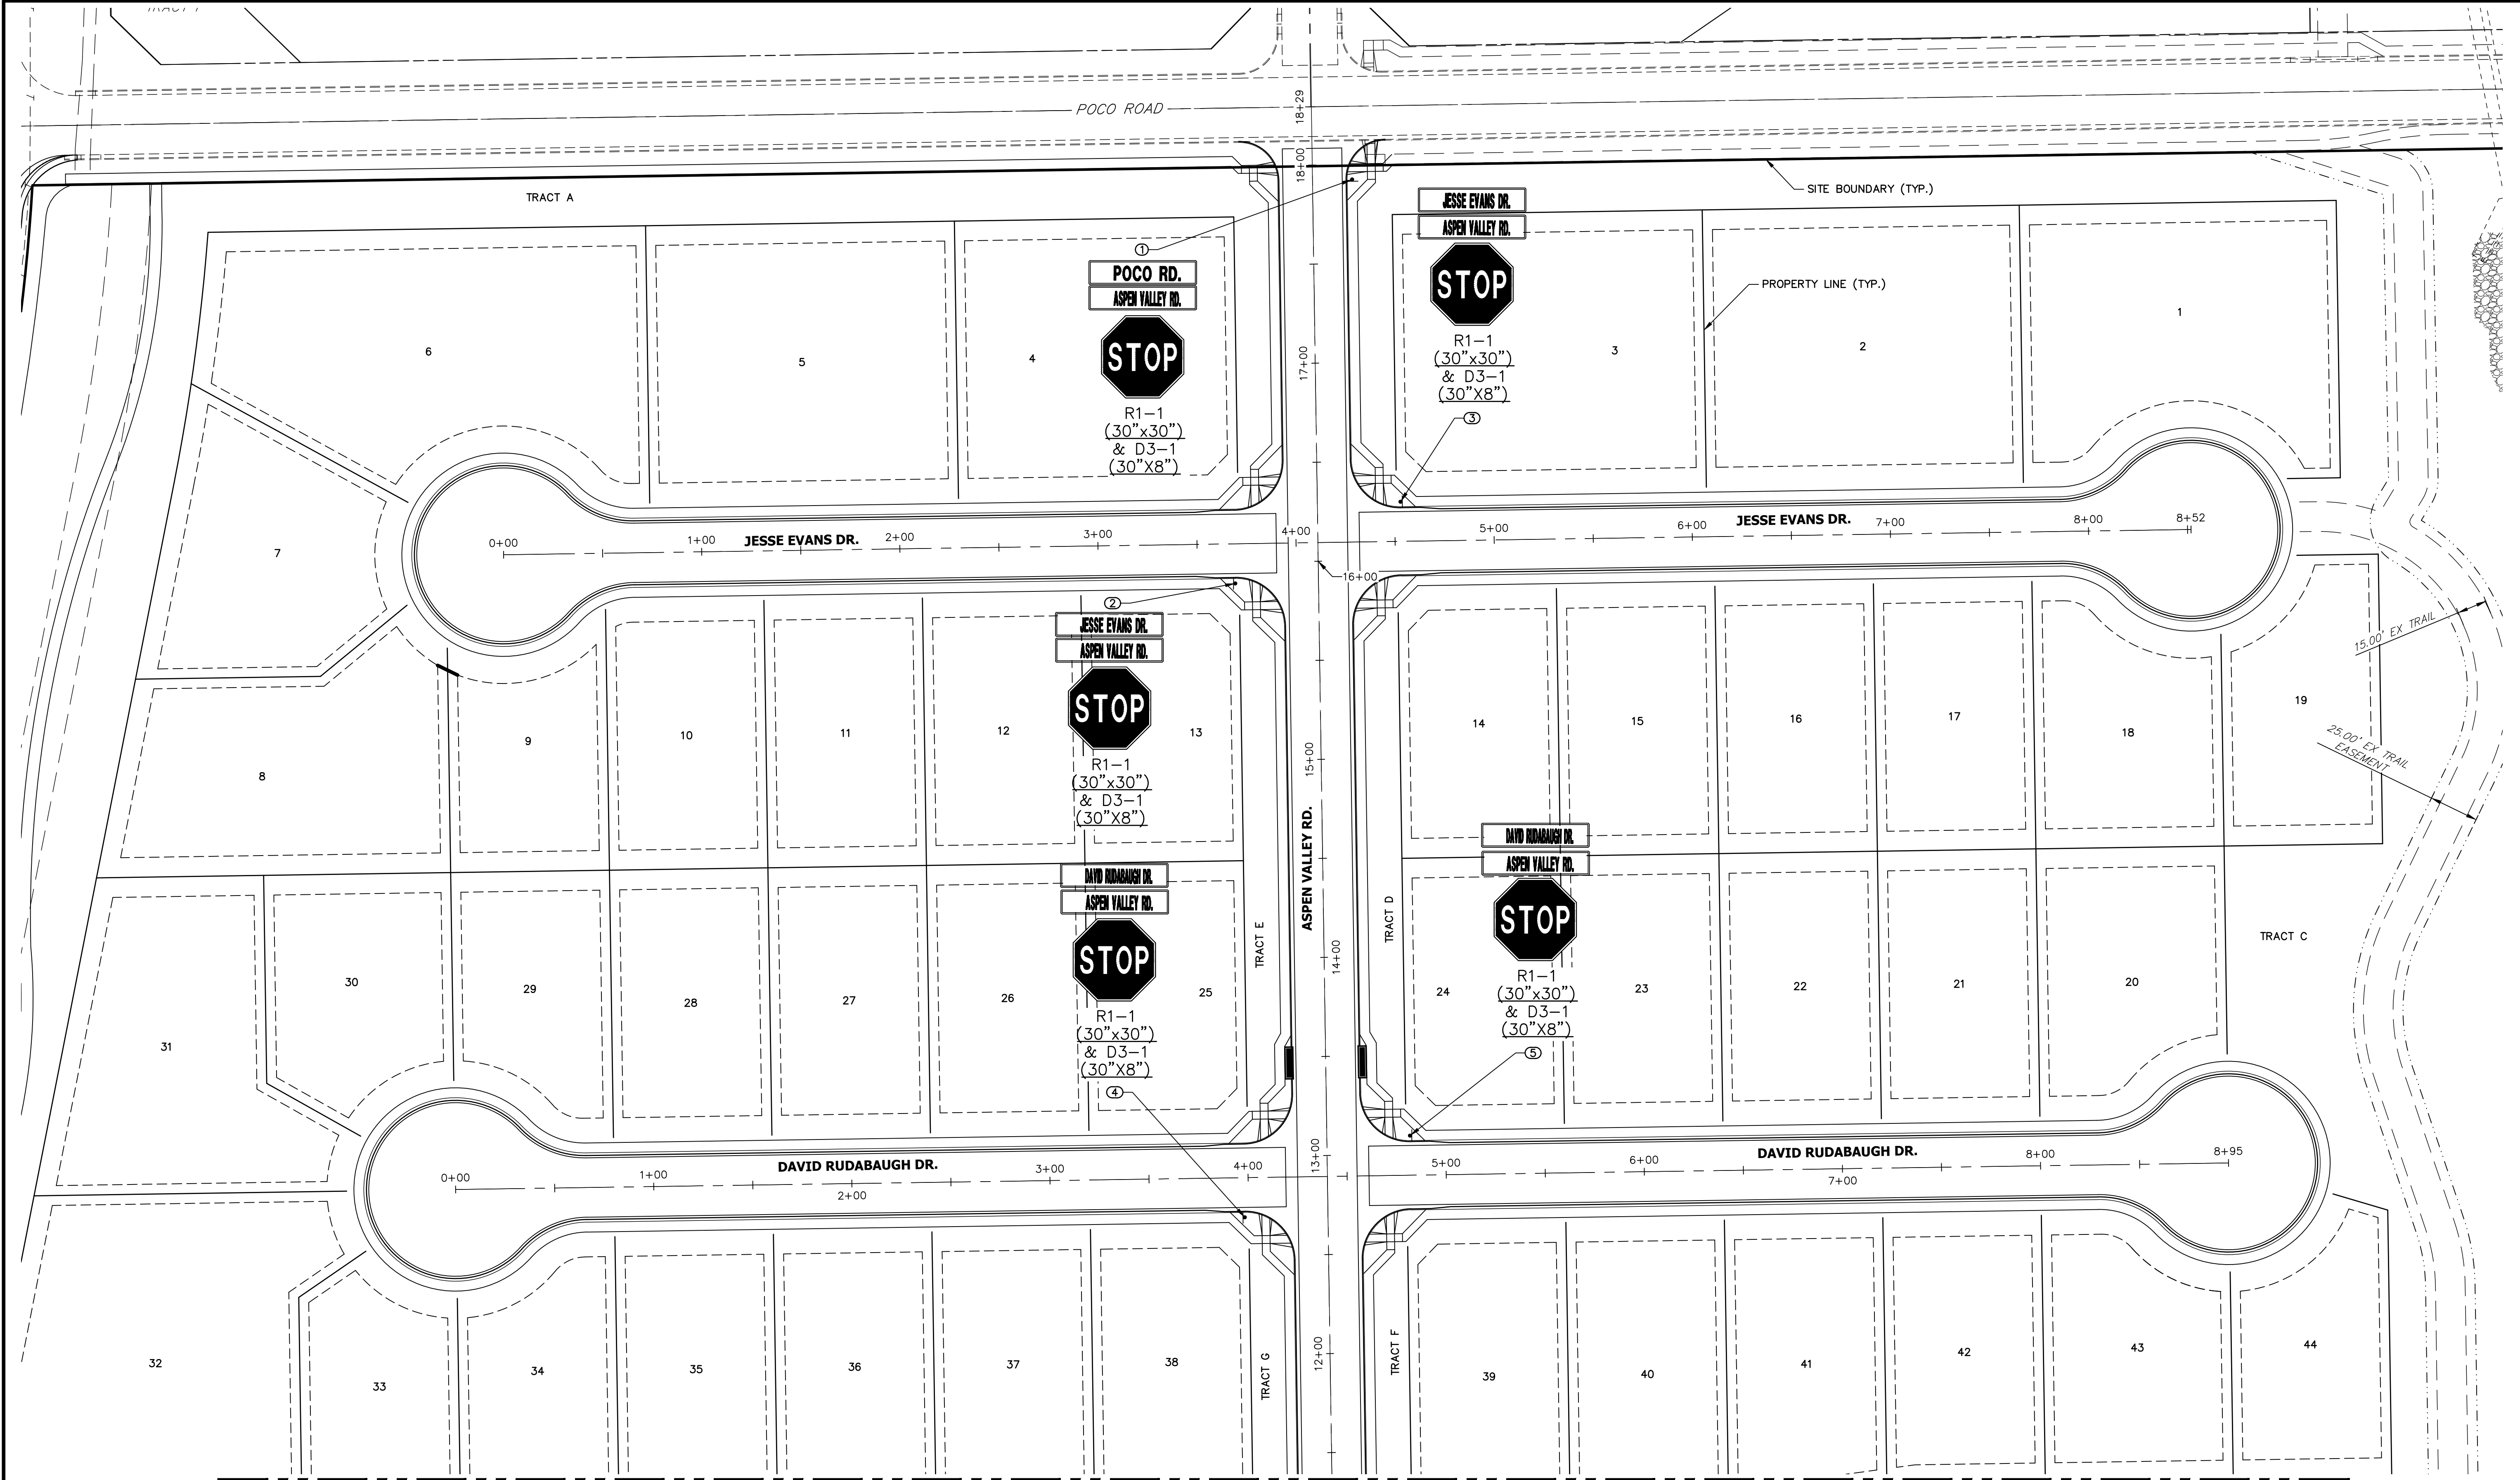 POCO ROAD
18+29
18+00
TRACT A
SITE BOUNDARY (TYP.)
JESSE EVANS DR.
ASPEN VALLEY RD.
STOP
R1-1
(30"x30")
& D3-1
(30"X8")
3
1
POCO RD.
ASPEN VALLEY RD.
STOP
R1-1
(30"x30")
& D3-1
(30"X8")
PROPERTY LINE (TYP.)
6
5
4
3
2
1
17+00
0+00
1+00
JESSE EVANS DR.
2+00
3+00
4+00
5+00
6+00
JESSE EVANS DR.
7+00
8+00
8+52
16+00
7
2
JESSE EVANS DR.
ASPEN VALLEY RD.
STOP
R1-1
(30"x30")
& D3-1
(30"X8")
15.00' EX TRAIL
25.00' EX TRAIL
EASEMENT
8
9
10
11
12
13
14
15
16
17
18
19
15+00
ASPEN VALLEY RD.
14+00
TRACT E
TRACT D
TRACT C
DAVID RUDABAUGH DR.
ASPEN VALLEY RD.
STOP
R1-1
(30"x30")
& D3-1
(30"X8")
4
DAVID RUDABAUGH DR.
ASPEN VALLEY RD.
STOP
R1-1
(30"x30")
& D3-1
(30"X8")
5
31
30
29
28
27
26
25
24
23
22
21
20
0+00
1+00
DAVID RUDABAUGH DR.
2+00
3+00
4+00
13+00
5+00
6+00
DAVID RUDABAUGH DR.
7+00
8+00
8+95
12+00
TRACT G
TRACT F
32
33
34
35
36
37
38
39
40
41
42
43
44